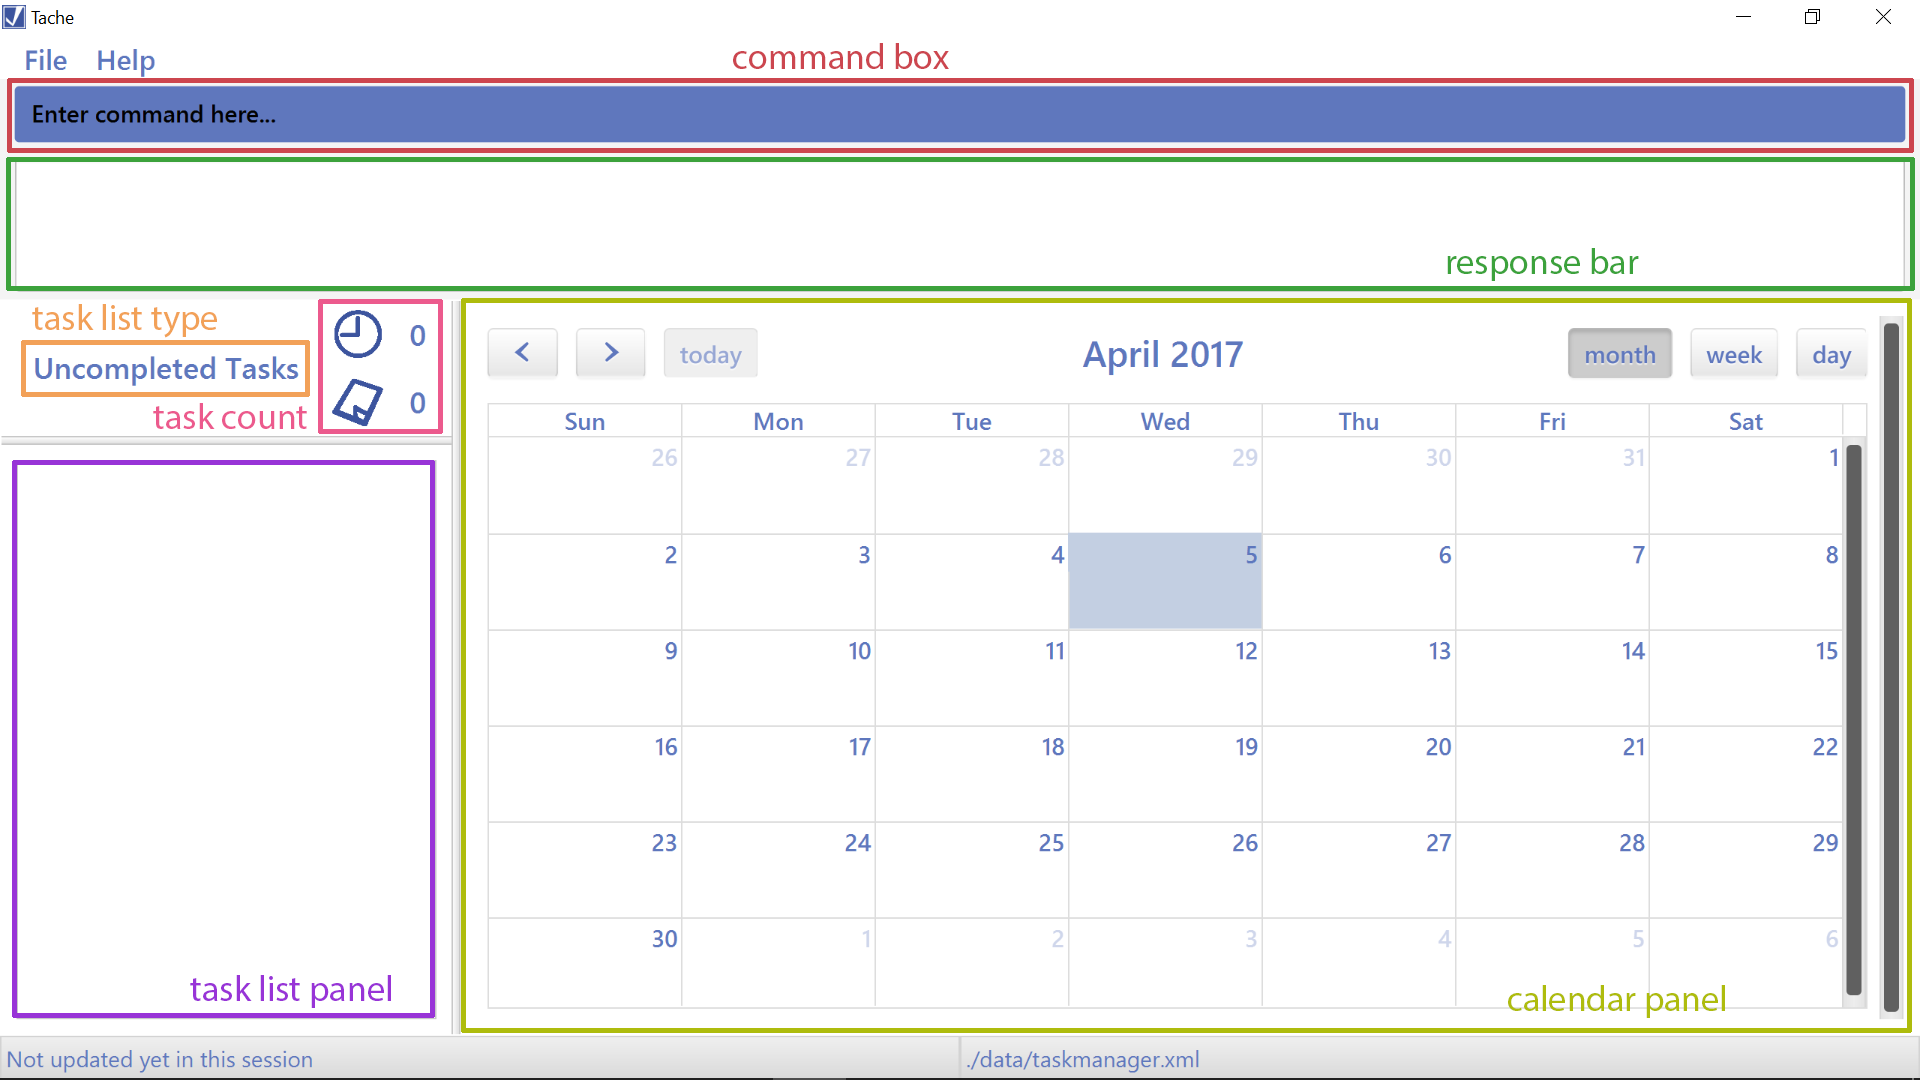 Tache
File Help
command box
Enter command here...
response bar
task list type
Uncompleted Tasks
task count
0
0
< > today
April 2017
month week day
Sun Mon Tue Wed Thu Fri Sat
26 27 28 29 30 31 1
2 3 4 5 6 7 8
9 10 11 12 13 14 15
16 17 18 19 20 21 22
23 24 25 26 27 28 29
30 1 2 3 4 5 6
task list panel
calendar panel
Not updated yet in this session
./data/taskmanager.xml